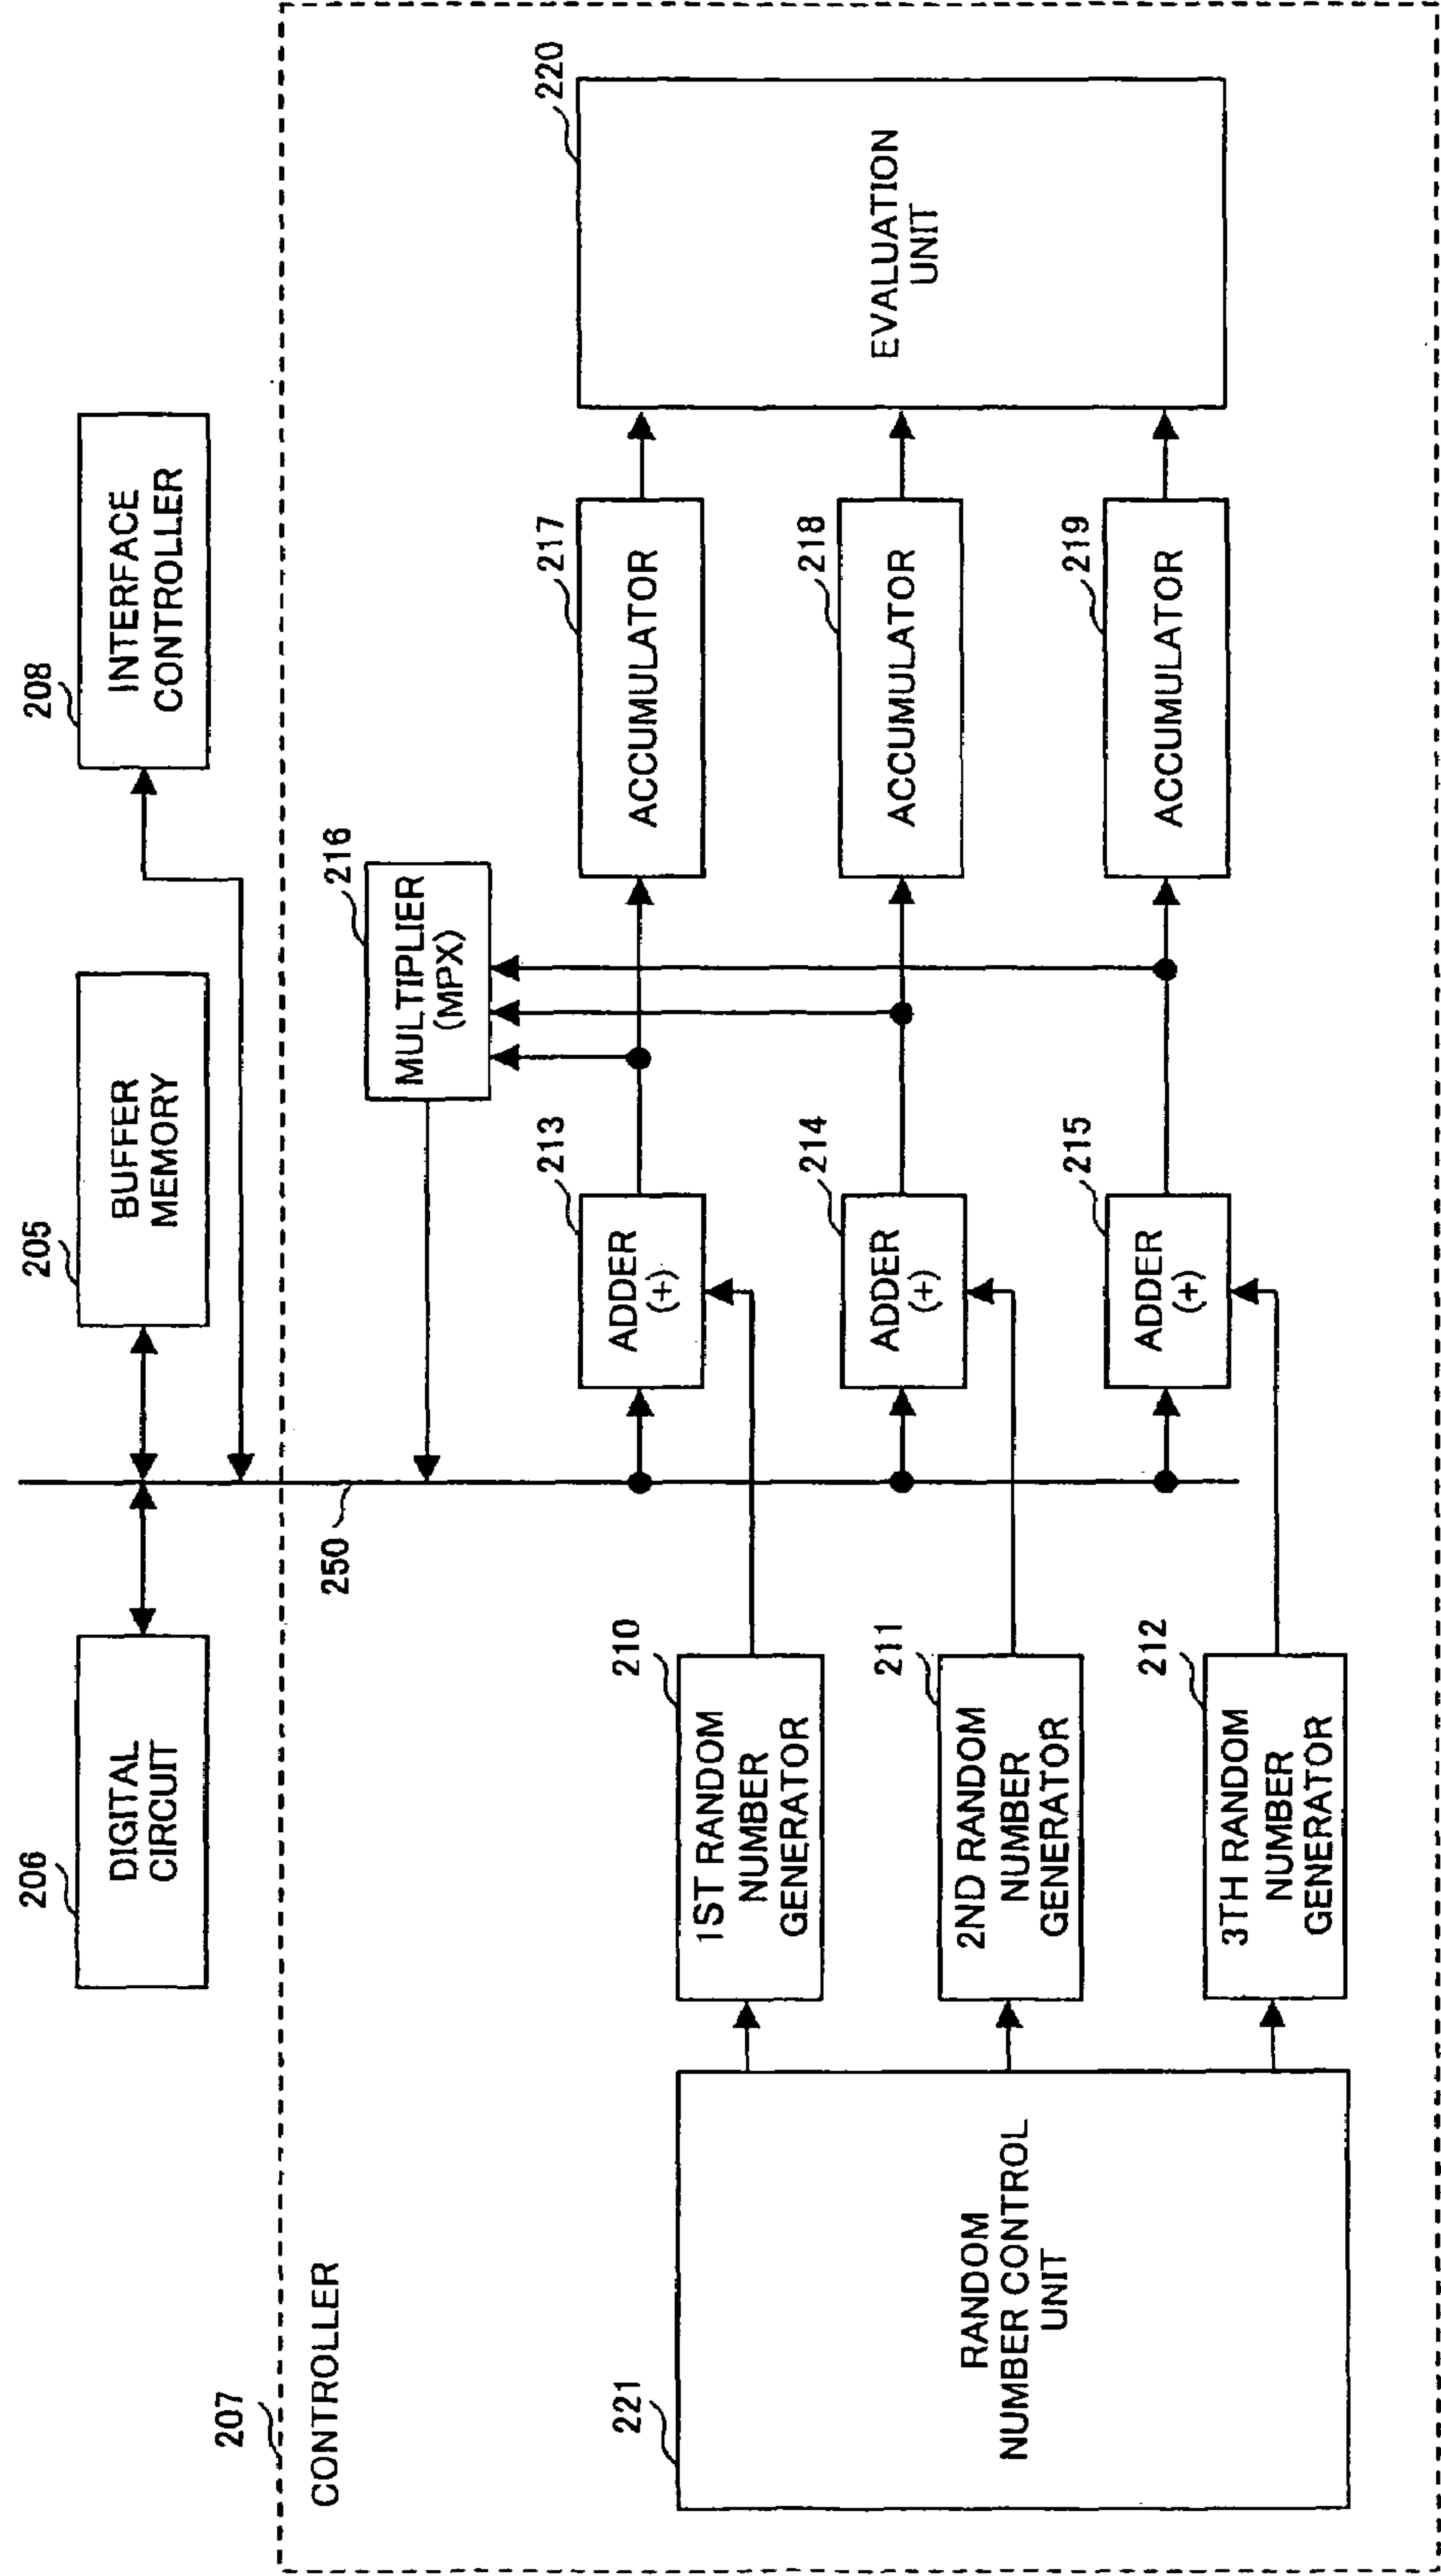 206
DIGITAL
CIRCUIT
205
BUFFER
MEMORY
208
INTERFACE
CONTROLLER
207
CONTROLLER
250
216
MULTIPLIER
(MPX)
221
RANDOM
NUMBER CONTROL
UNIT
210
1ST RANDOM
NUMBER
GENERATOR
213
ADDER
(+)
217
ACCUMULATOR
220
EVALUATION
UNIT
211
2ND RANDOM
NUMBER
GENERATOR
214
ADDER
(+)
218
ACCUMULATOR
212
3TH RANDOM
NUMBER
GENERATOR
215
ADDER
(+)
219
ACCUMULATOR